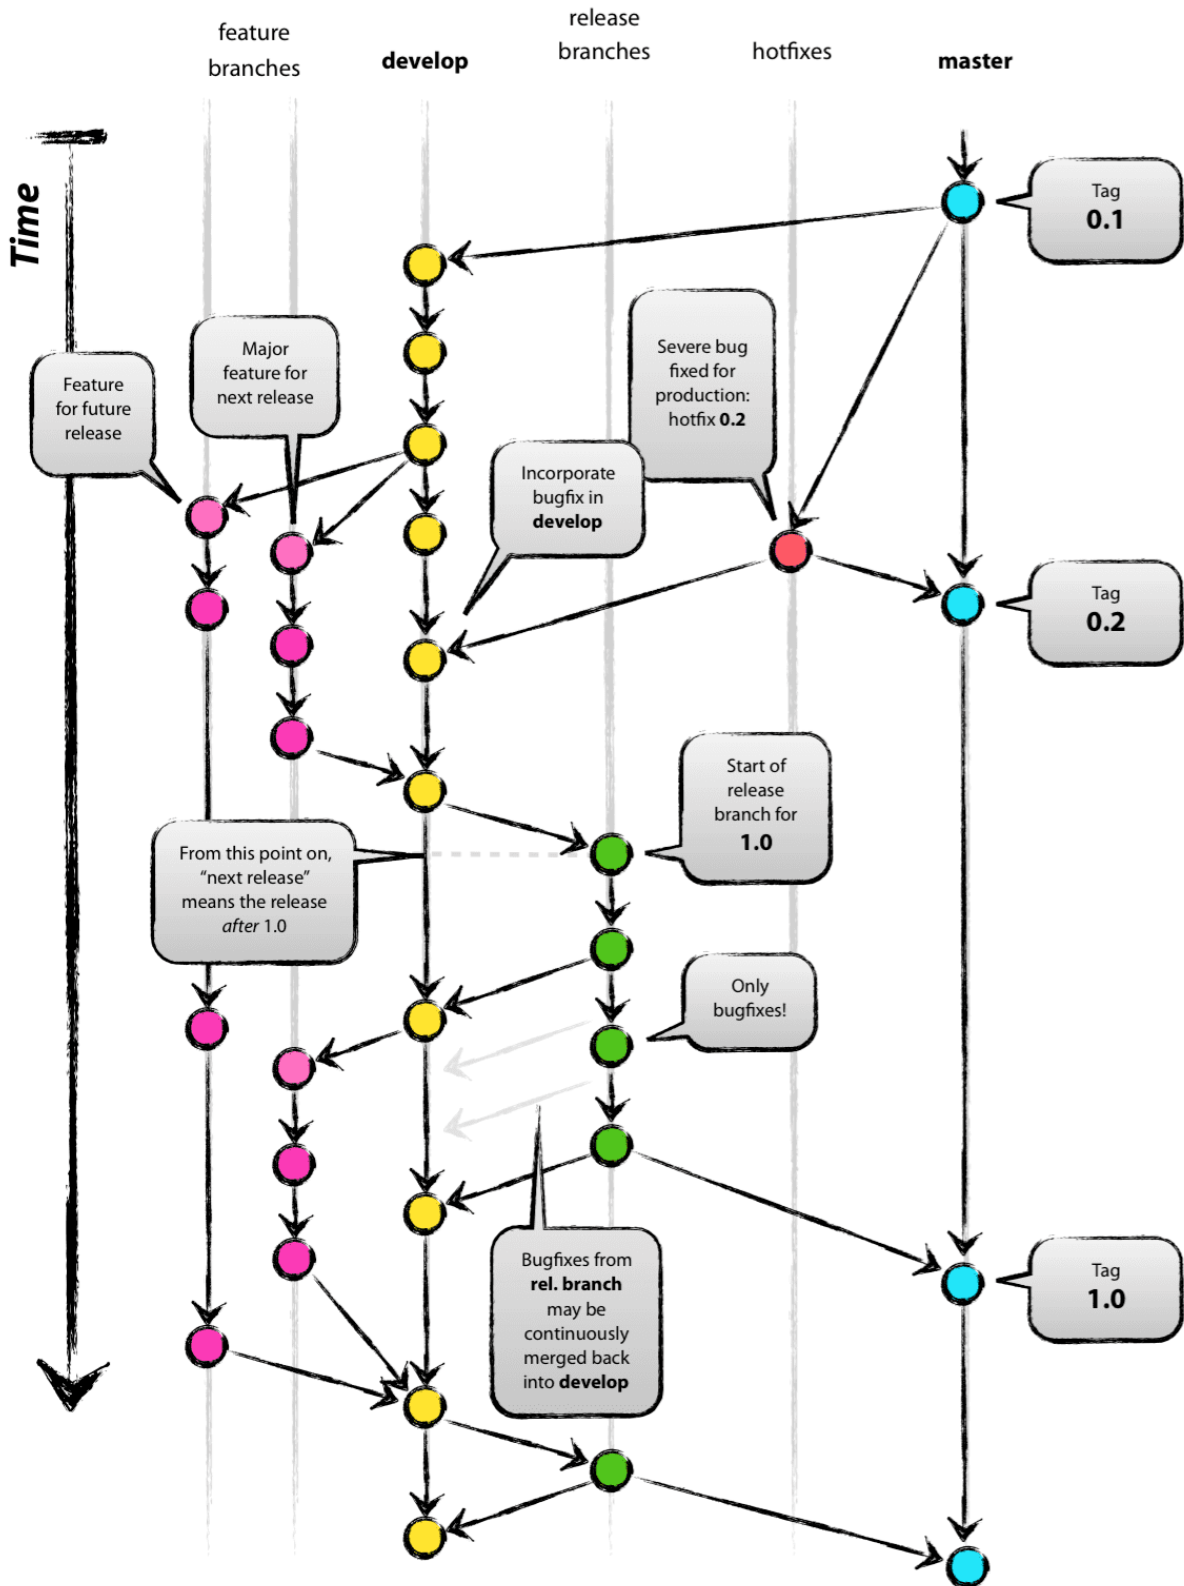 feature
branches
develop
release
branches
hotfixes
master
Time
Tag
0.1
Major
feature for
next release
Feature
for future
release
Severe bug
fixed for
production:
hotfix 0.2
Incorporate
bugfix in
develop
Tag
0.2
Start of
release
branch for
1.0
From this point on,
“next release”
means the release
after 1.0
Only
bugfixes!
Bugfixes from
rel. branch
may be
continuously
merged back
into develop
Tag
1.0